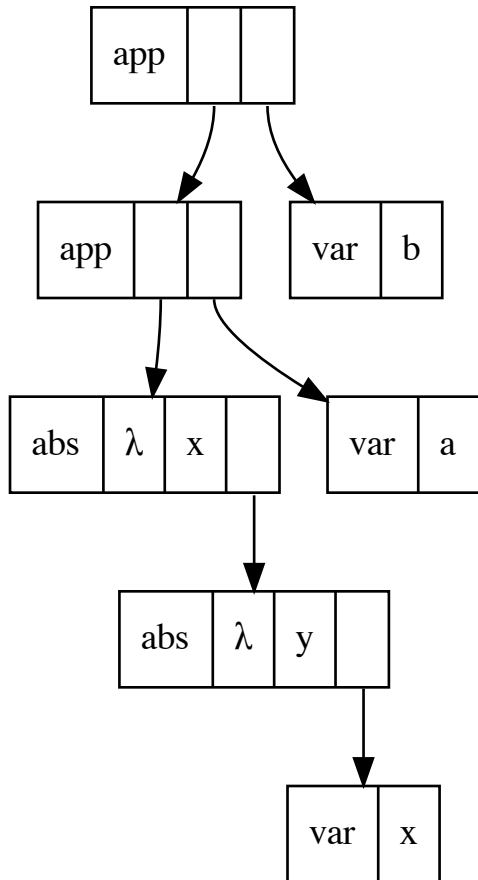 app
app
var b
abs λ x
var a
abs λ y
var x